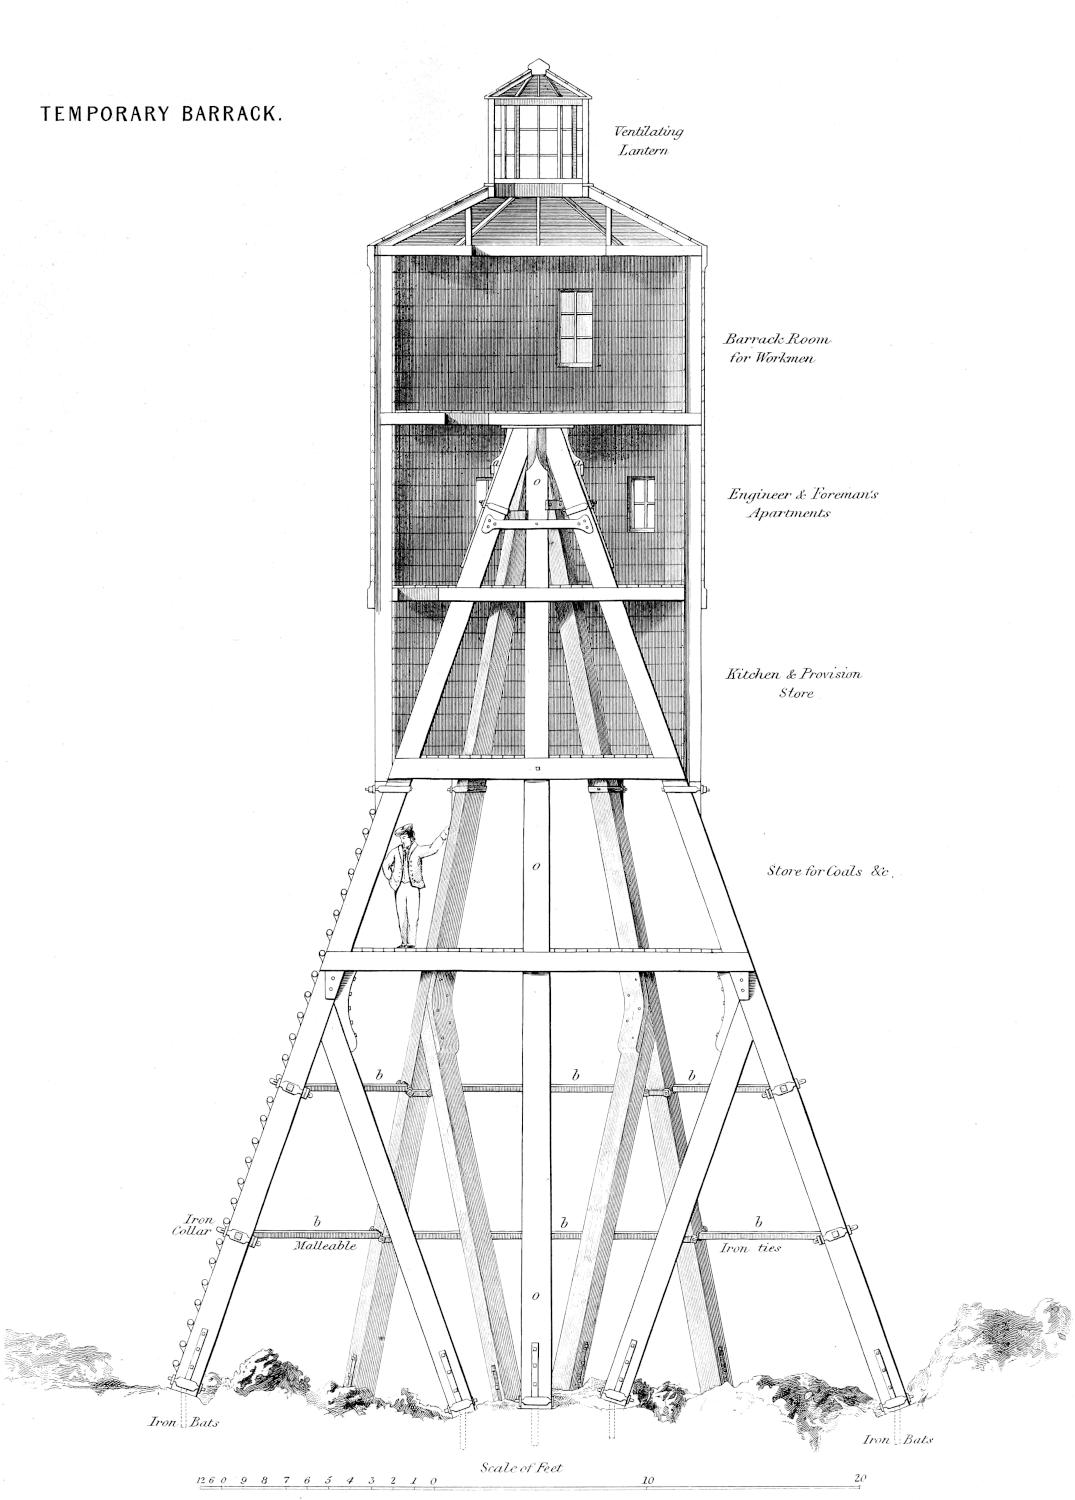 TEMPORARY BARRACK.
Ventilating
Lantern
Barrack Room
for Workmen
a
a
o
Engineer & Foreman's
Apartments
Kitchen & Provision
Store
o
Store for Coals &c.
b
b
b
Iron
Collar
b
b
b
Malleable
Iron ties
o
Iron Bats
Iron Bats
Scale of Feet
12 6 0 9 8 7 6 5 4 3 2 1 0 10 20